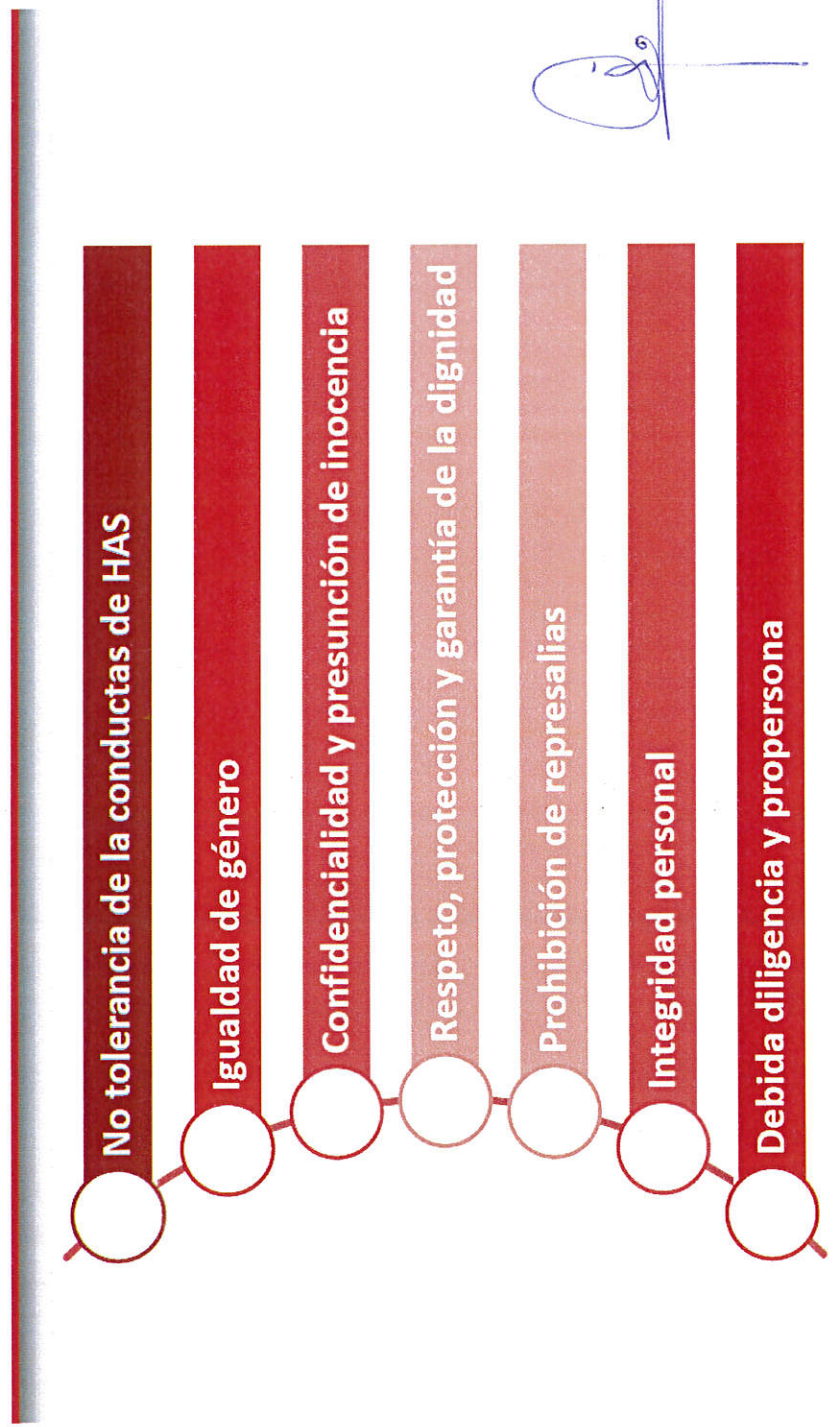 No tolerancia de la conductas de HAS
Igualdad de género
Confidencialidad y presunción de inocencia
Respeto, protección y garantía de la dignidad
Prohibición de represalias
Integridad personal
Debida diligencia y propersona